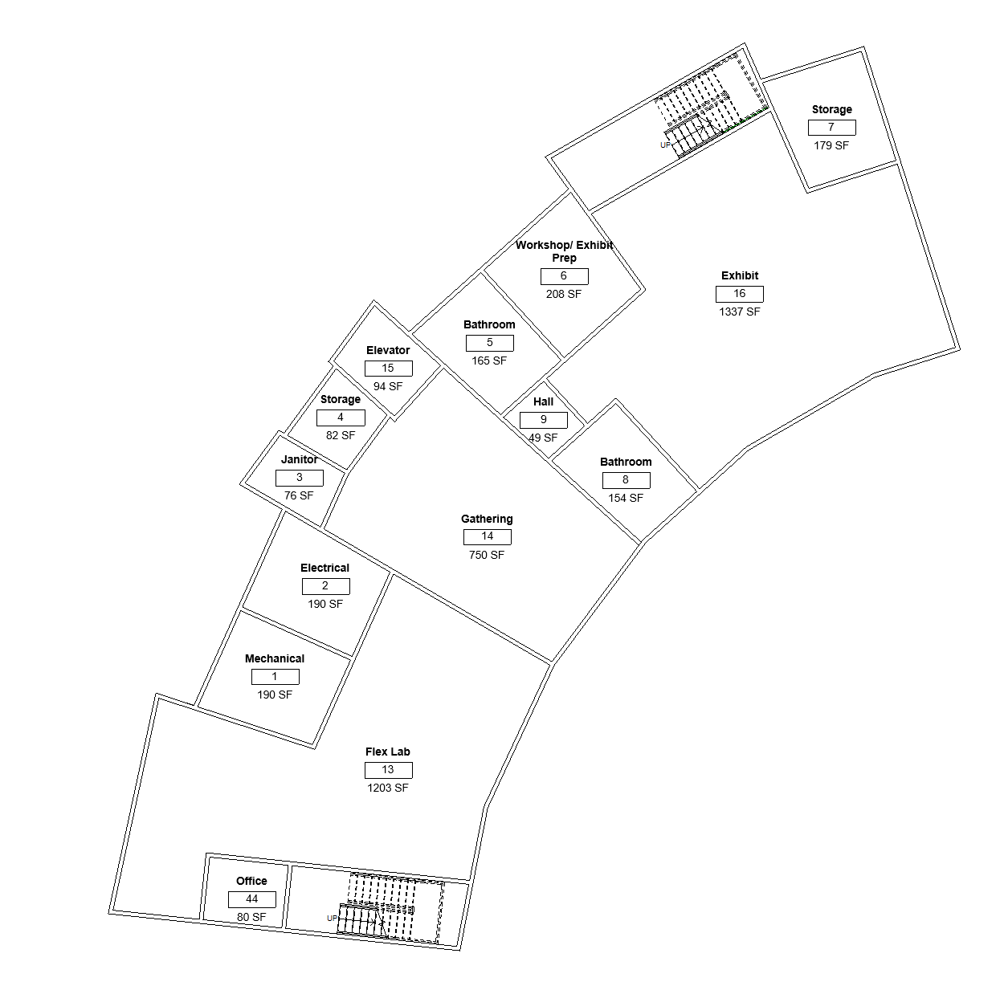 Storage
7
179 SF
UP
Workshop/ Exhibit
Prep
6
208 SF
Exhibit
16
1337 SF
Bathroom
5
165 SF
Elevator
15
94 SF
Storage
4
82 SF
Hall
9
49 SF
Janitor
3
76 SF
Bathroom
8
154 SF
Gathering
14
750 SF
Electrical
2
190 SF
Mechanical
1
190 SF
Flex Lab
13
1203 SF
Office
44
80 SF
UP